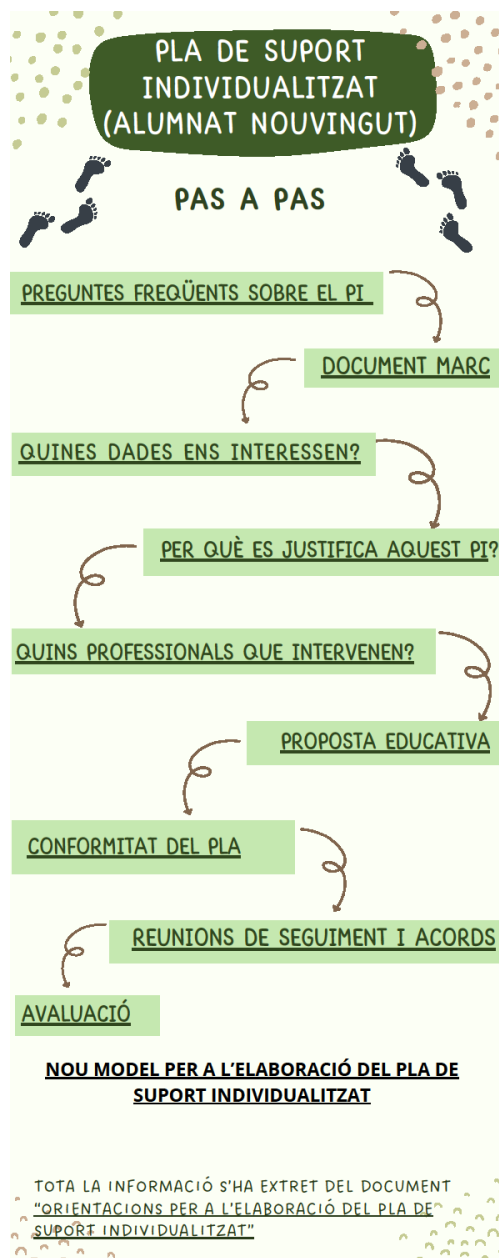 PLA DE SUPORT
INDIVIDUALITZAT
(ALUMNAT NOUVINGUT)
PAS A PAS
PREGUNTES FREQÜENTS SOBRE EL PI
DOCUMENT MARC
QUINES DADES ENS INTERESSEN?
PER QUÈ ES JUSTIFICA AQUEST PI?
QUINS PROFESSIONALS QUE INTERVENEN?
PROPOSTA EDUCATIVA
CONFORMITAT DEL PLA
REUNIONS DE SEGUIMENT I ACORDS
AVALUACIÓ
NOU MODEL PER A L'ELABORACIÓ DEL PLA DE
SUPORT INDIVIDUALITZAT
TOTA LA INFORMACIÓ S'HA EXTRET DEL DOCUMENT
"ORIENTACIONS PER A L'ELABORACIÓ DEL PLA DE
SUPORT INDIVIDUALITZAT"